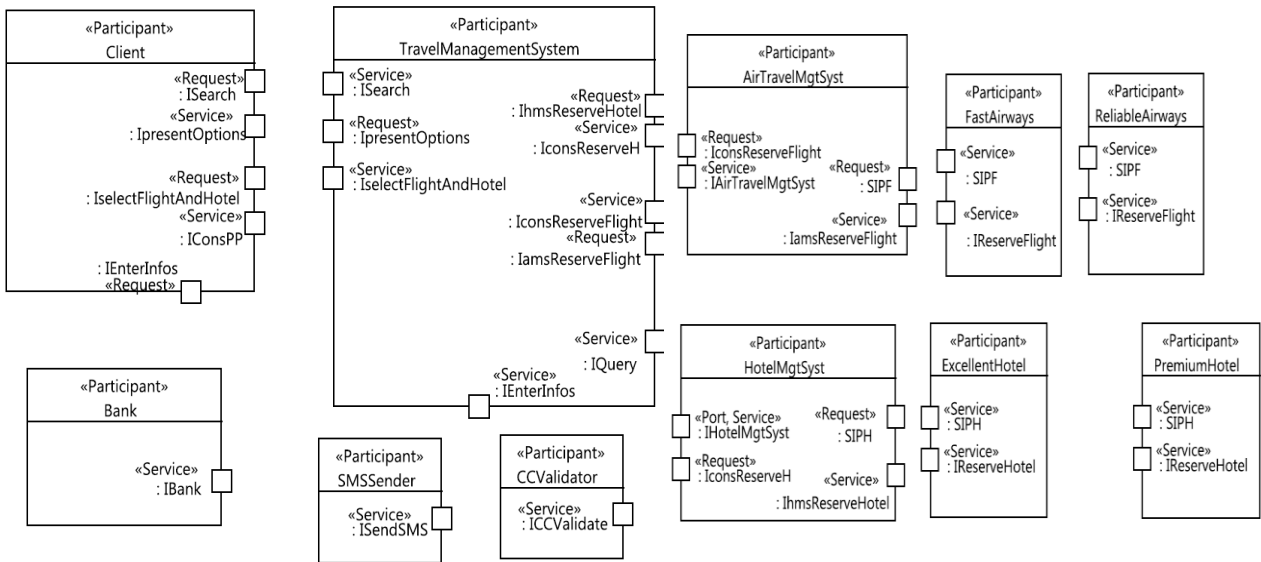 «Participant»
Client
«Request»
: ISearch
«Service»
: IpresentOptions
«Request»
: IselectFlightAndHotel
«Service»
: IConsPP
: IEnterInfos
«Request»
«Participant»
TravelManagementSystem
«Service»
: ISearch
«Request»
: IpresentOptions
«Service»
: IselectFlightAndHotel
«Request»
: IhmsReserveHotel
«Service»
: IconsReserveH
«Service»
: IconsReserveFlight
«Request»
: IamsReserveFlight
«Service»
: IQuery
«Service»
: IEnterInfos
«Participant»
AirTravelMgtSyst
«Request»
: IconsReserveFlight
«Service»
: IAirTravelMgtSyst
«Request»
: SIPF
«Service»
: IamsReserveFlight
«Participant»
FastAirways
«Service»
: SIPF
«Service»
: IReserveFlight
«Participant»
ReliableAirways
«Service»
: SIPF
«Service»
: IReserveFlight
«Participant»
Bank
«Service»
: IBank
«Participant»
SMSSender
«Service»
: ISendSMS
«Participant»
CCValidator
«Service»
: ICCValidate
«Participant»
HotelMgtSyst
«Port, Service»
: IHotelMgtSyst
«Request»
: IconsReserveH
«Request»
: SIPH
«Service»
: IhmsReserveHotel
«Participant»
ExcellentHotel
«Service»
: SIPH
«Service»
: IReserveHotel
«Participant»
PremiumHotel
«Service»
: SIPH
«Service»
: IReserveHotel